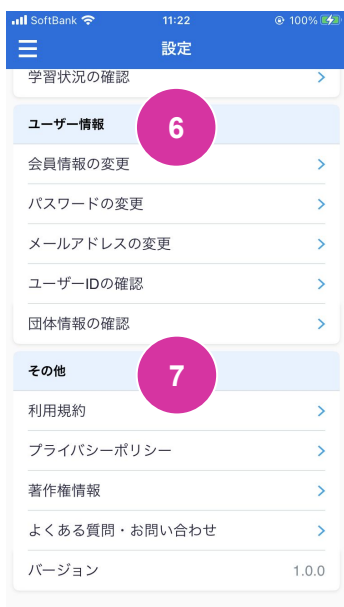 SoftBank 11:22 100%
設定
学習状況の確認
ユーザー情報
6
会員情報の変更
パスワードの変更
メールアドレスの変更
ユーザーIDの確認
団体情報の確認
その他
7
利用規約
プライバシーポリシー
著作権情報
よくある質問・お問い合わせ
バージョン 1.0.0